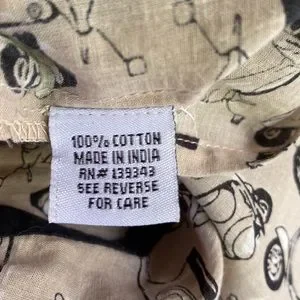 100% COTTON
MADE IN INDIA
RN# 139343
SEE REVERSE
FOR CARE